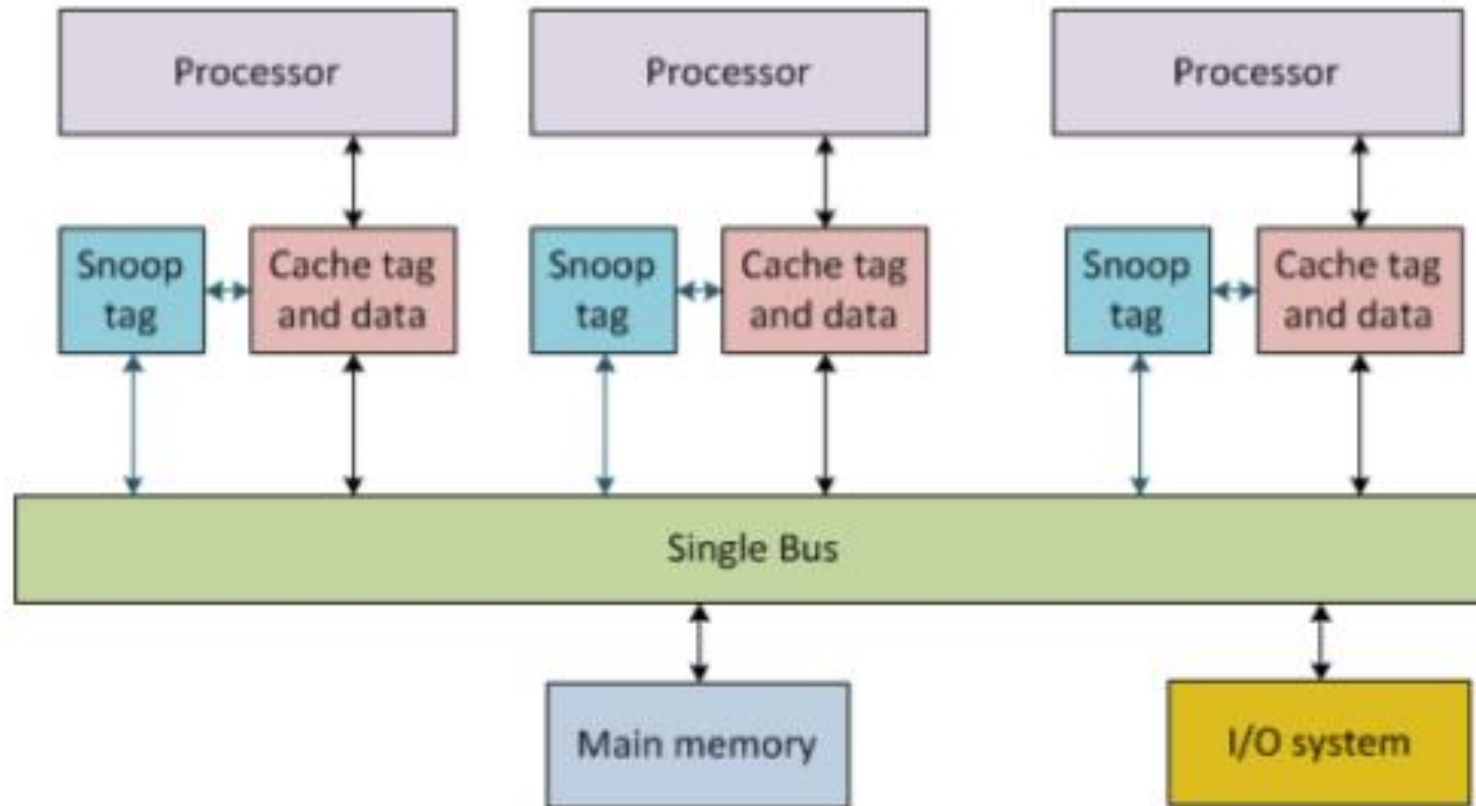 Processor
Processor
Processor
Snoop
tag
Cache tag
and data
Snoop
tag
Cache tag
and data
Snoop
tag
Cache tag
and data
Single Bus
Main memory
I/O system